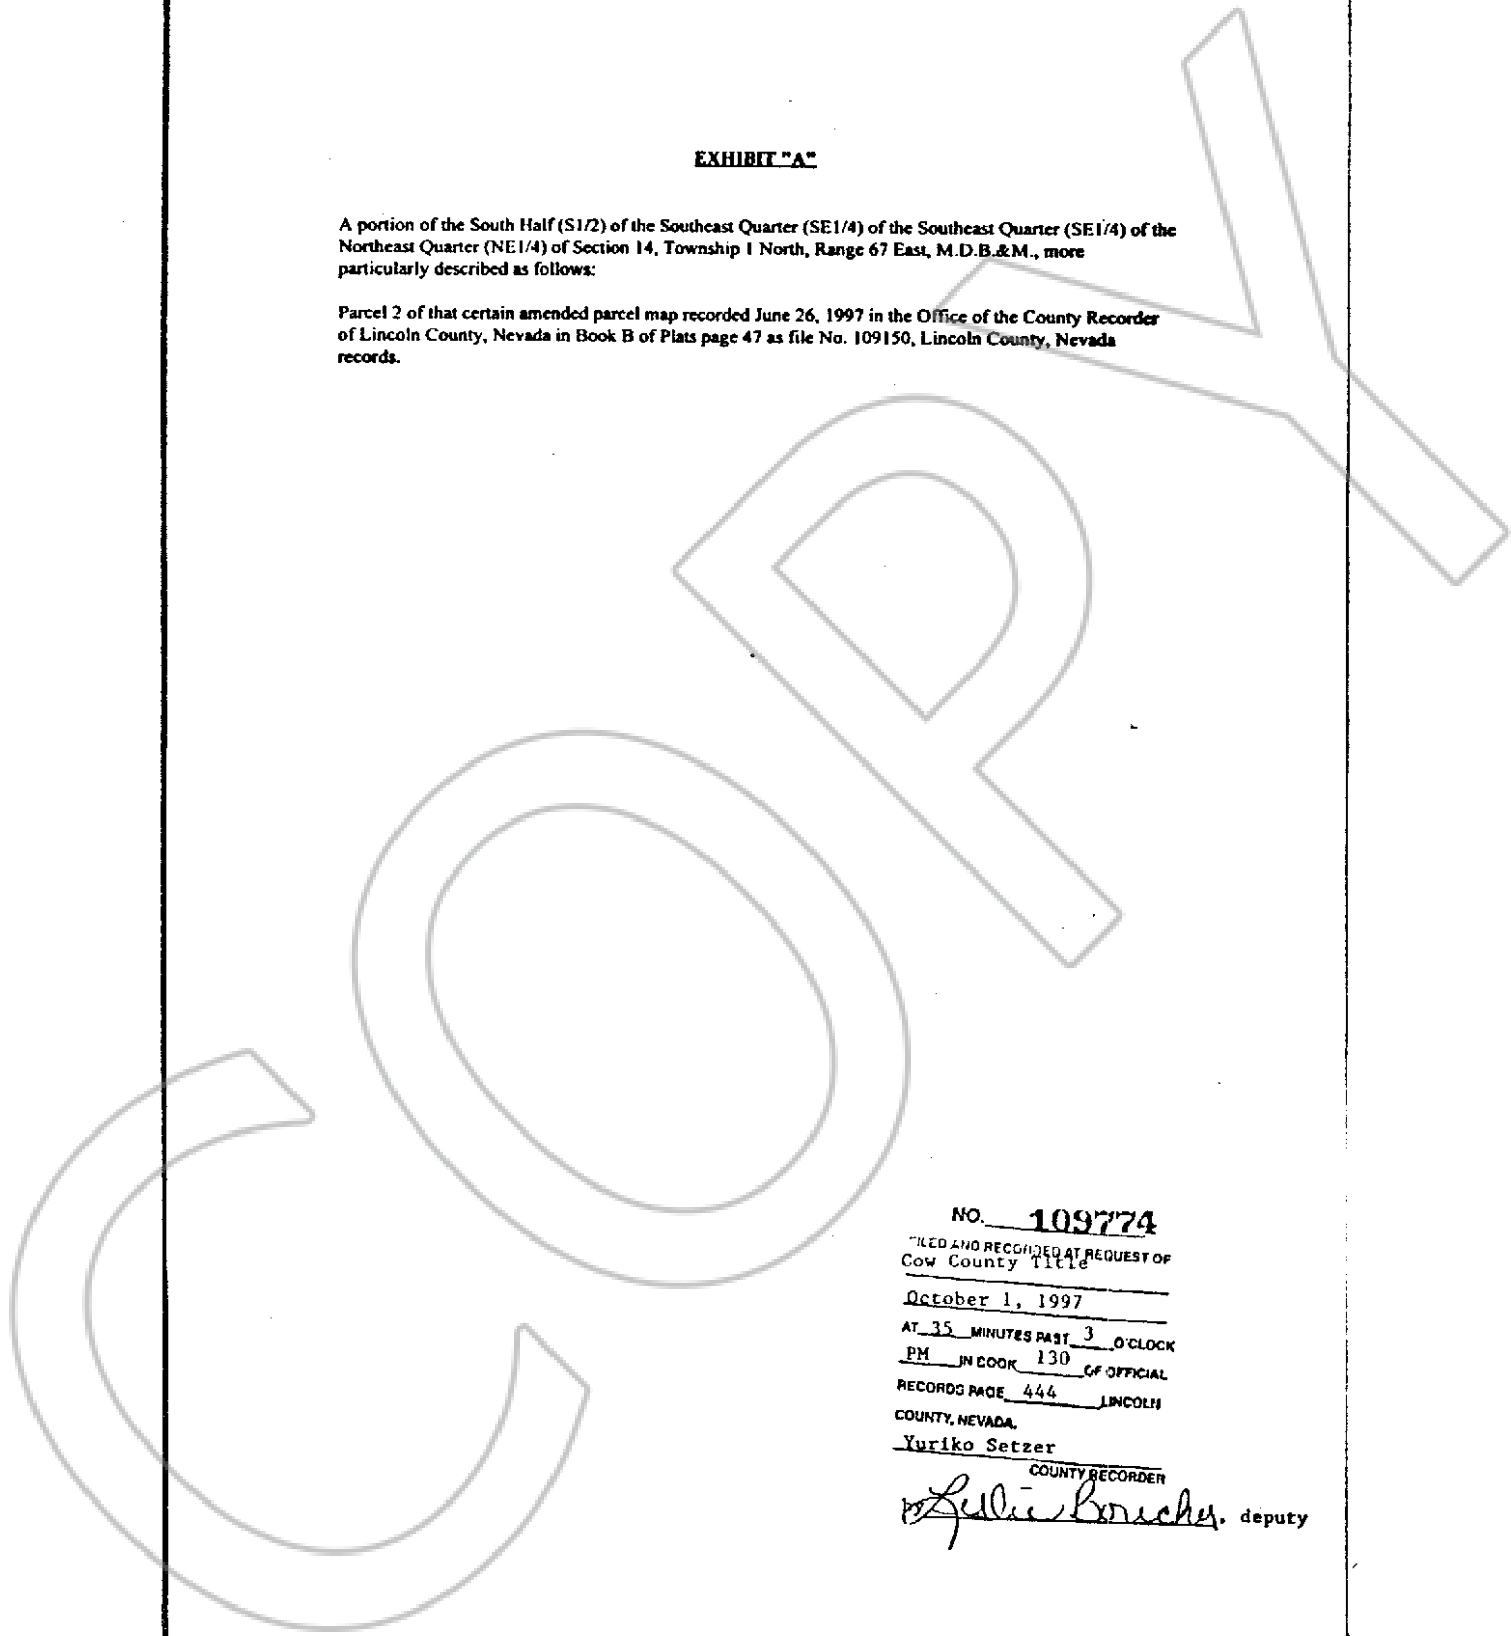 EXHIBIT "A"
A portion of the South Half (S1/2) of the Southeast Quarter (SE1/4) of the Southeast Quarter (SE1/4) of the
Northeast Quarter (NE1/4) of Section 14, Township 1 North, Range 67 East, M.D.B.&M., more
particularly described as follows:
Parcel 2 of that certain amended parcel map recorded June 26, 1997 in the Office of the County Recorder
of Lincoln County, Nevada in Book B of Plats page 47 as file No. 109150, Lincoln County, Nevada
records.
COPY
NO. 109774
FILED AND RECORDED AT REQUEST OF
Cow County Title
October 1, 1997
AT 35 MINUTES PAST 3 O'CLOCK
PM IN BOOK 130 OF OFFICIAL
RECORDS PAGE 444 LINCOLN
COUNTY, NEVADA.
Yuriko Setzer
COUNTY RECORDER
Leslie Boucher, deputy